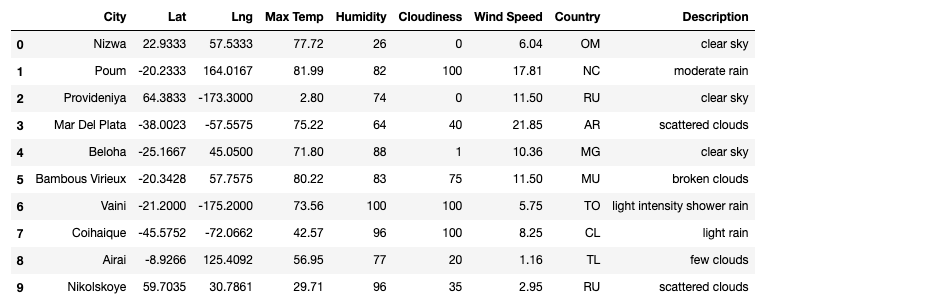 City Lat Lng Max Temp Humidity Cloudiness Wind Speed Country Description
0 Nizwa 22.9333 57.5333 77.72 26 0 6.04 OM clear sky
1 Poum -20.2333 164.0167 81.99 82 100 17.81 NC moderate rain
2 Provideniya 64.3833 -173.3000 2.80 74 0 11.50 RU clear sky
3 Mar Del Plata -38.0023 -57.5575 75.22 64 40 21.85 AR scattered clouds
4 Beloha -25.1667 45.0500 71.80 88 1 10.36 MG clear sky
5 Bambous Virieux -20.3428 57.7575 80.22 83 75 11.50 MU broken clouds
6 Vaini -21.2000 -175.2000 73.56 100 100 5.75 TO light intensity shower rain
7 Coihaique -45.5752 -72.0662 42.57 96 100 8.25 CL light rain
8 Airai -8.9266 125.4092 56.95 77 20 1.16 TL few clouds
9 Nikolskoye 59.7035 30.7861 29.71 96 35 2.95 RU scattered clouds